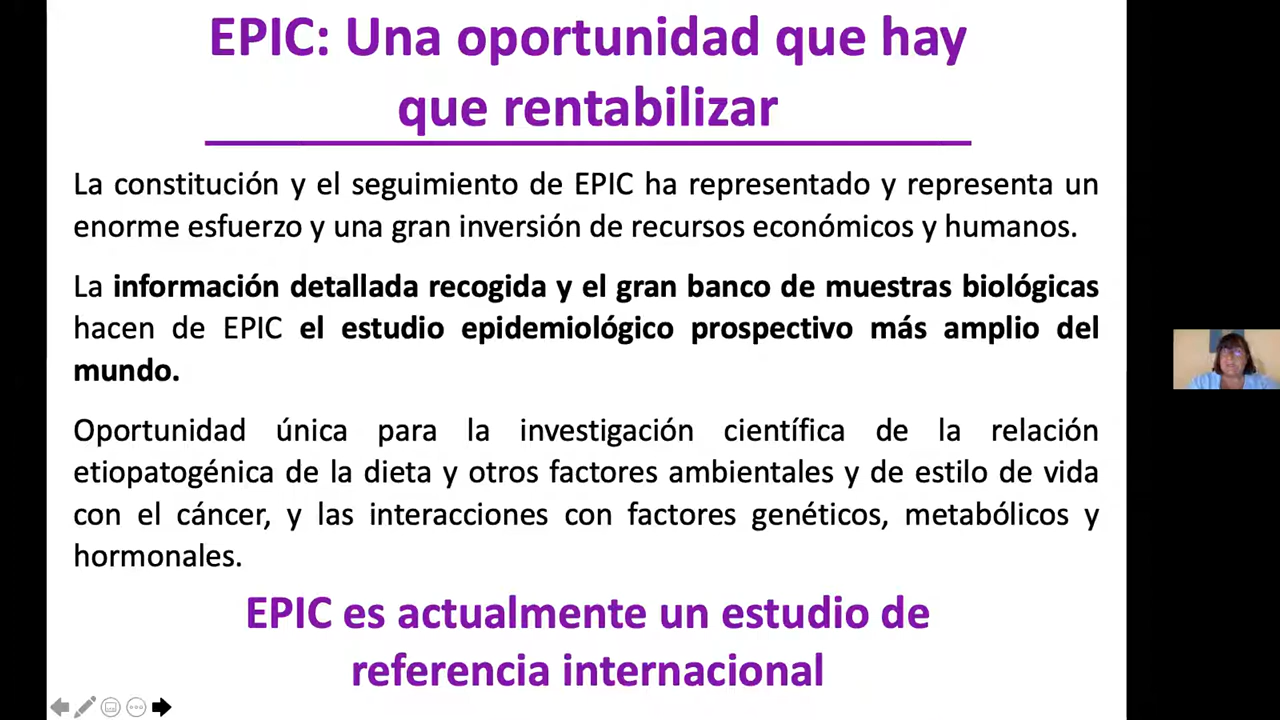 EPIC: Una oportunidad que hay
que rentabilizar
La constitución y el seguimiento de EPIC ha representado y representa un
enorme esfuerzo y una gran inversión de recursos económicos y humanos.
La información detallada recogida y el gran banco de muestras biológicas
hacen de EPIC el estudio epidemiológico prospectivo más amplio del
mundo.
Oportunidad única para la investigación científica de la relación
etiopatogénica de la dieta y otros factores ambientales y de estilo de vida
con el cáncer, y las interacciones con factores genéticos, metabólicos y
hormonales.
EPIC es actualmente un estudio de
referencia internacional